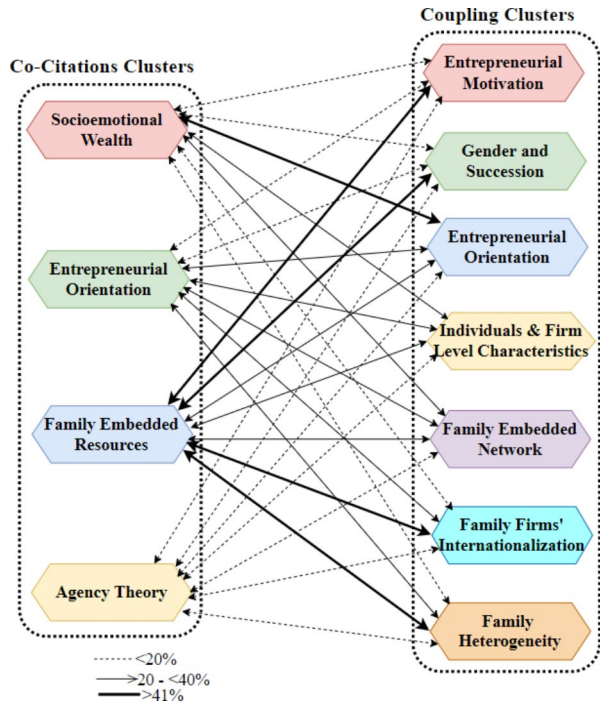 Coupling Clusters
Co-Citations Clusters
Socioemotional
Wealth
Entrepreneurial
Orientation
Family Embedded
Resources
Agency Theory
Entrepreneurial
Motivation
Gender and
Succession
Entrepreneurial
Orientation
Individuals & Firm
Level Characteristics
Family Embedded
Network
Family Firms'
Internationalization
Family
Heterogeneity
<20%
20 - <40%
>41%